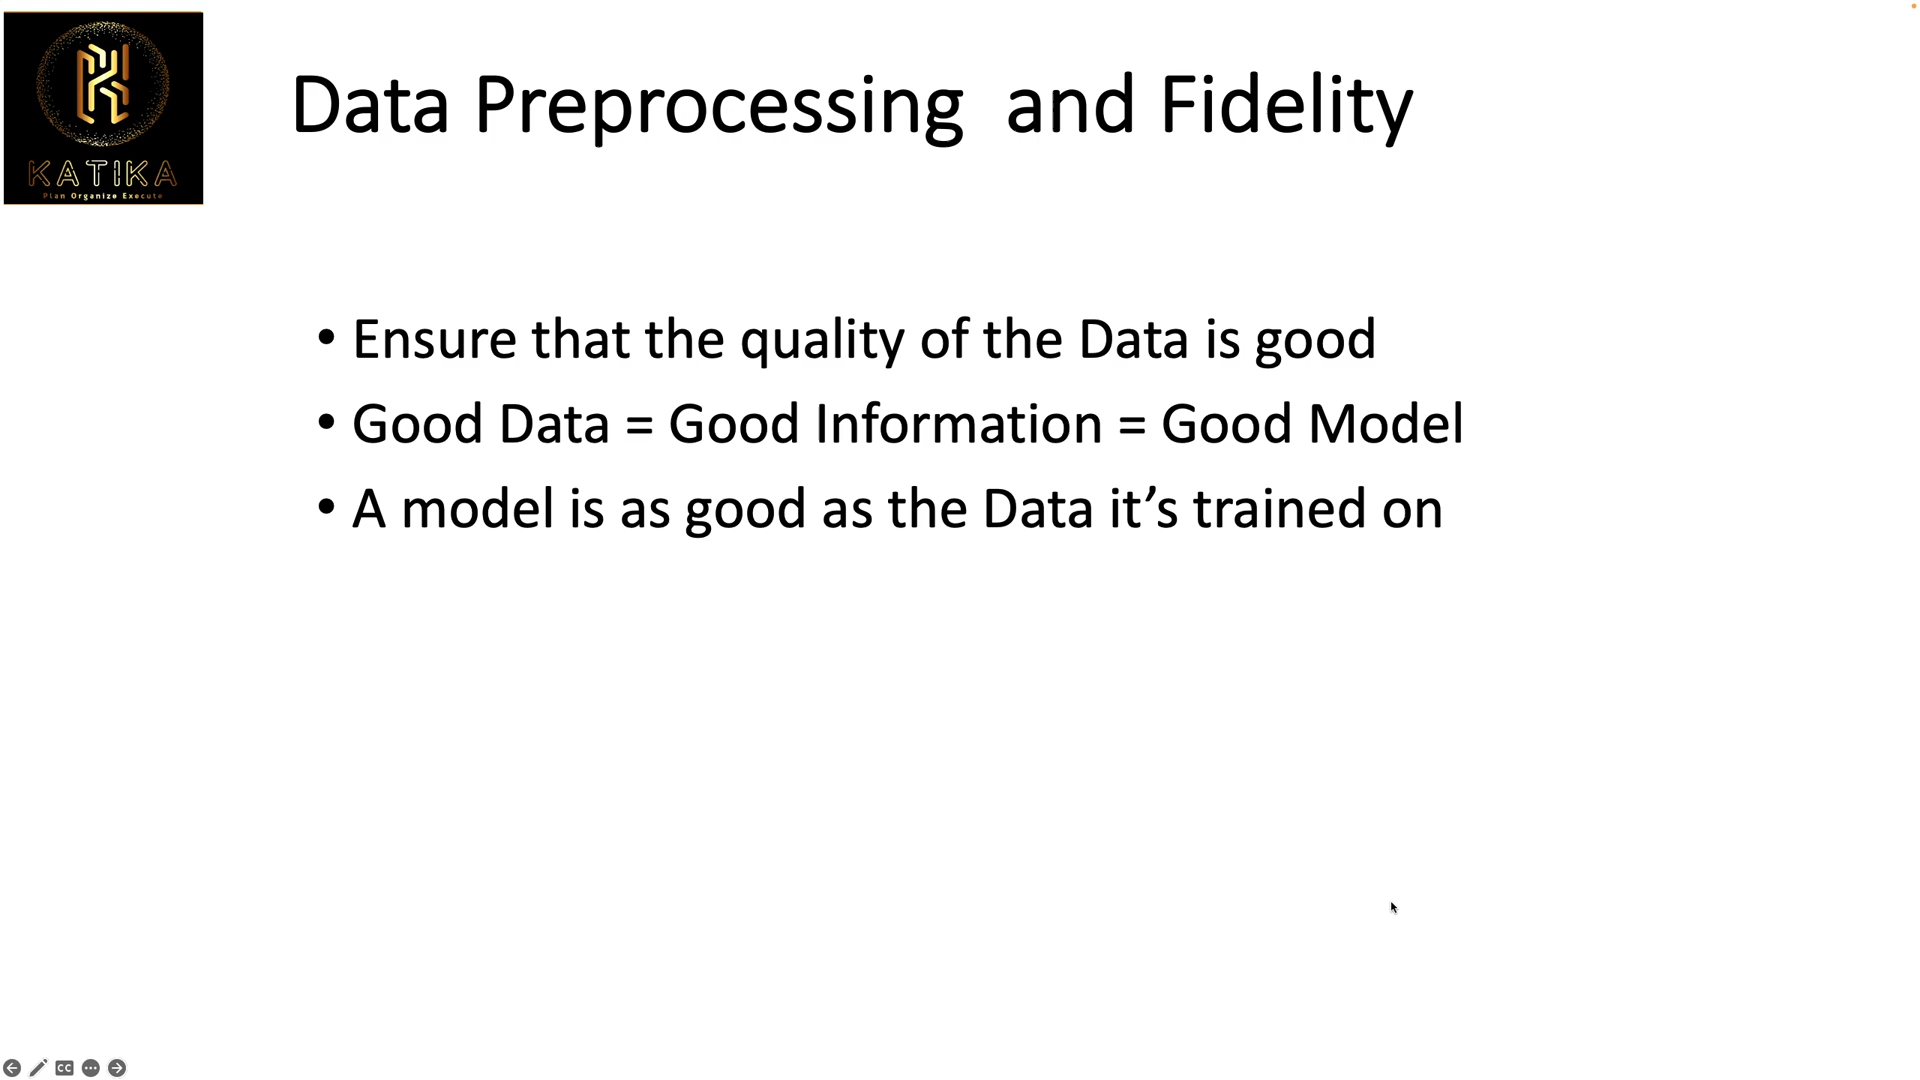 KATIKA
Plan Organize Execute
Data Preprocessing  and Fidelity
• Ensure that the quality of the Data is good
• Good Data = Good Information = Good Model
• A model is as good as the Data it’s trained on
CC